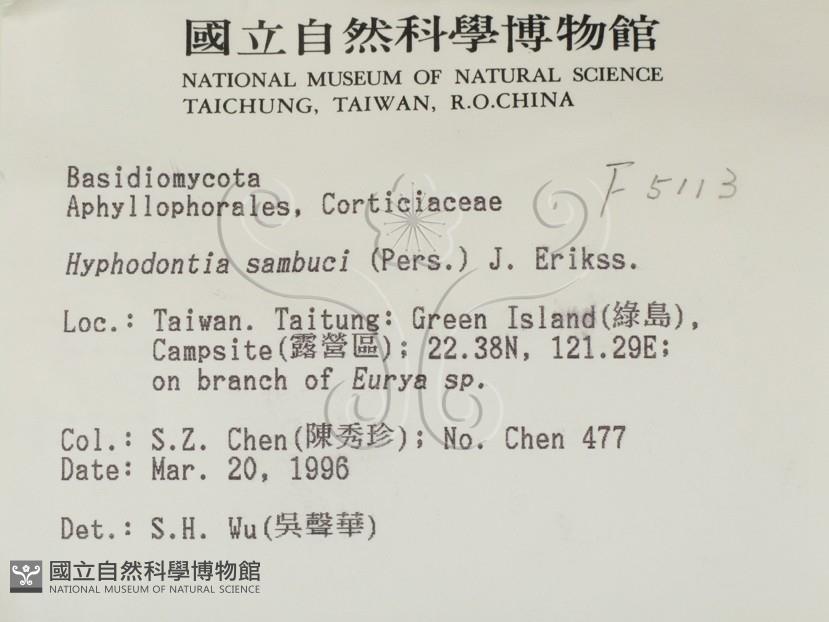 國立自然科學博物館
NATIONAL MUSEUM OF NATURAL SCIENCE
TAICHUNG, TAIWAN, R.O.CHINA
F5113
Basidiomycota
Aphyllophorales, Corticiaceae
Hyphodontia sambuci (Pers.) J. Erikss.
Loc.: Taiwan. Taitung: Green Island(綠島),
Campsite(露營區); 22.38N, 121.29E;
on branch of Eurya sp.
Col.: S.Z. Chen(陳秀珍); No. Chen 477
Date: Mar. 20, 1996
Det.: S.H. Wu(吳聲華)
國立自然科學博物館
NATIONAL MUSEUM OF NATURAL SCIENCE